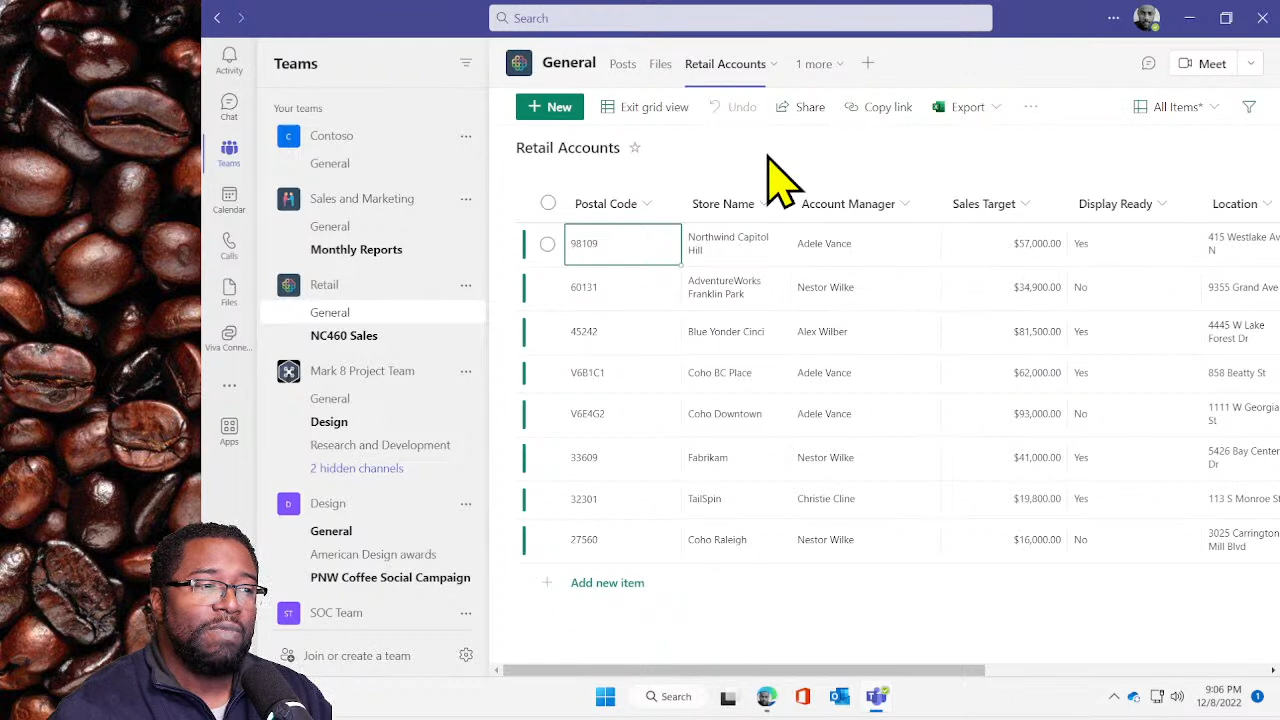 Search
Activity
Chat
Teams
Calendar
Calls
Files
Viva Conne...
Apps
Teams
Your teams
C
Contoso
General
Sales and Marketing
General
Monthly Reports
Retail
General
NC460 Sales
Mark 8 Project Team
General
Design
Research and Development
2 hidden channels
D
Design
General
American Design awards
PNW Coffee Social Campaign
ST
SOC Team
Join or create a team
General Posts Files Retail Accounts 1 more
Meet
New Exit grid view Undo Share Copy link Export All Items*
Retail Accounts
Postal Code Store Name Account Manager Sales Target Display Ready Location
98109 Northwind Capitol Adele Vance $57,000.00 Yes 415 Westlake Av
Hill N
60131 AdventureWorks Nestor Wilke $34,900.00 No 9355 Grand Ave
Franklin Park
45242 Blue Yonder Cinci Alex Wilber $81,500.00 Yes 4445 W Lake
Forest Dr
V6B1C1 Coho BC Place Adele Vance $62,000.00 Yes 858 Beatty St
V6E4G2 Coho Downtown Adele Vance $93,000.00 No 1111 W Georgia
St
33609 Fabrikam Nestor Wilke $41,000.00 Yes 5426 Bay Center
Dr
32301 TailSpin Christie Cline $19,800.00 Yes 113 S Monroe St
27560 Coho Raleigh Nestor Wilke $16,000.00 No 3025 Carrington
Mill Blvd
Add new item
Search
9:06 PM
12/8/2022
1